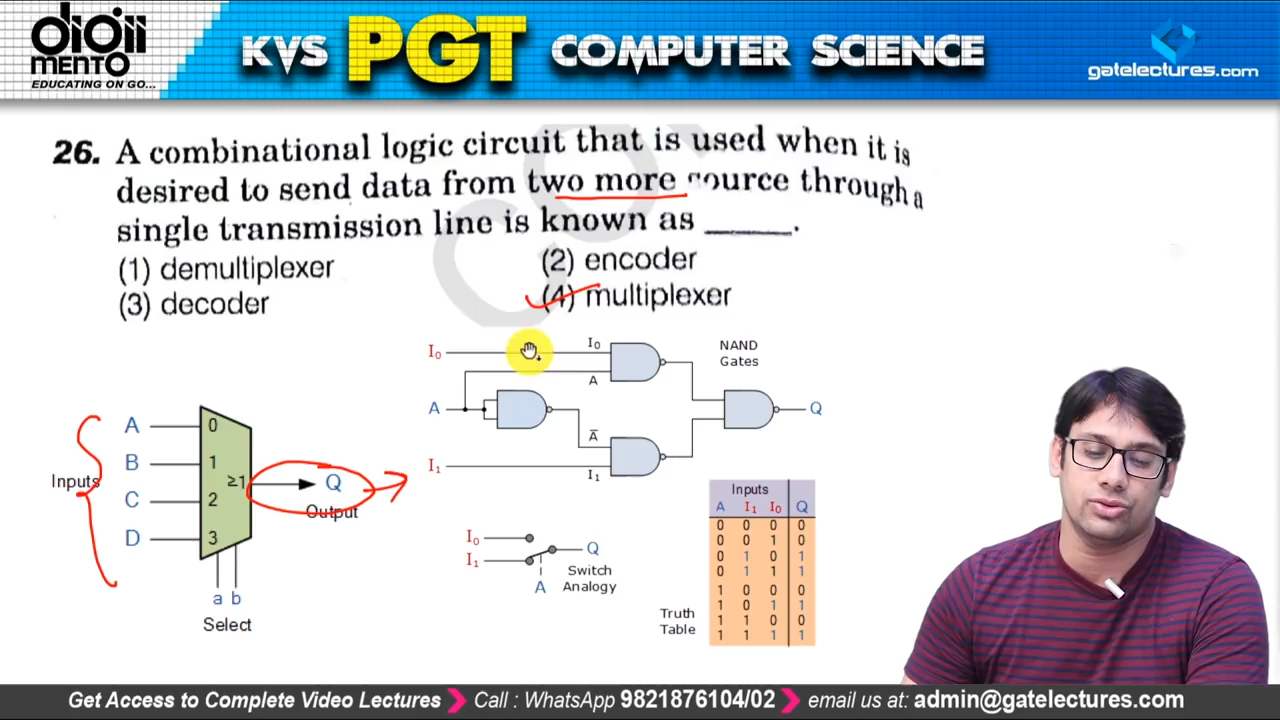 digii
MENTO
EDUCATING ON GO...
KVS PGT COMPUTER SCIENCE
gatelectures.com
26. A combinational logic circuit that is used when it is
desired to send data from two more source through a
single transmission line is known as ______.
(1) demultiplexer (2) encoder
(3) decoder (4) multiplexer
I0 I0 NAND
Gates
A
A Q
Ā
I1 I1
A 0
B 1
Inputs ≥1 Q
C 2 Output
D 3
a b
Select
I0
Q
I1
Switch
A Analogy
Truth
Table
Inputs
A I1 I0 Q
0 0 0 0
0 0 1 0
0 1 0 1
0 1 1 1
1 0 0 0
1 0 1 1
1 1 0 0
1 1 1 1
Get Access to Complete Video Lectures Call : WhatsApp 9821876104/02 email us at: admin@gatelectures.com